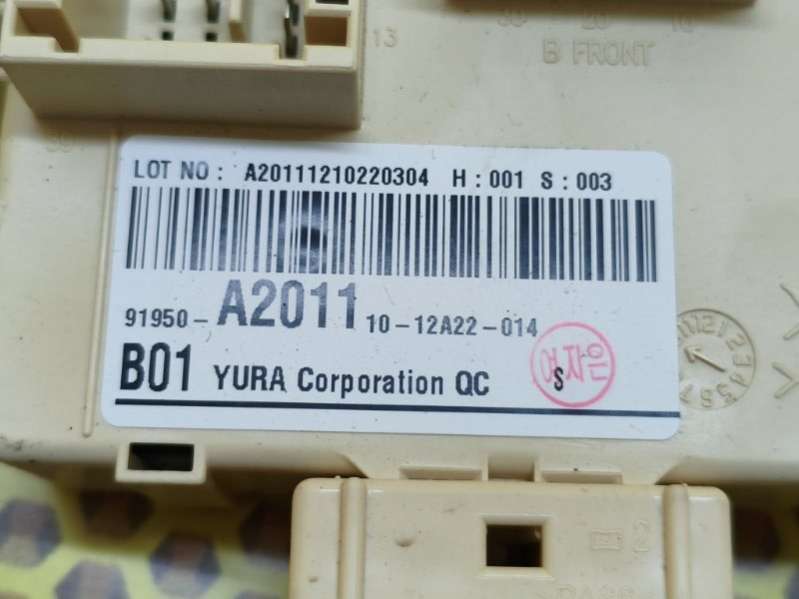 13
B FRONT
LOT NO : A20111210220304 H : 001 S : 003
91950- A2011 10-12A22-014
B01 YURA Corporation QC S